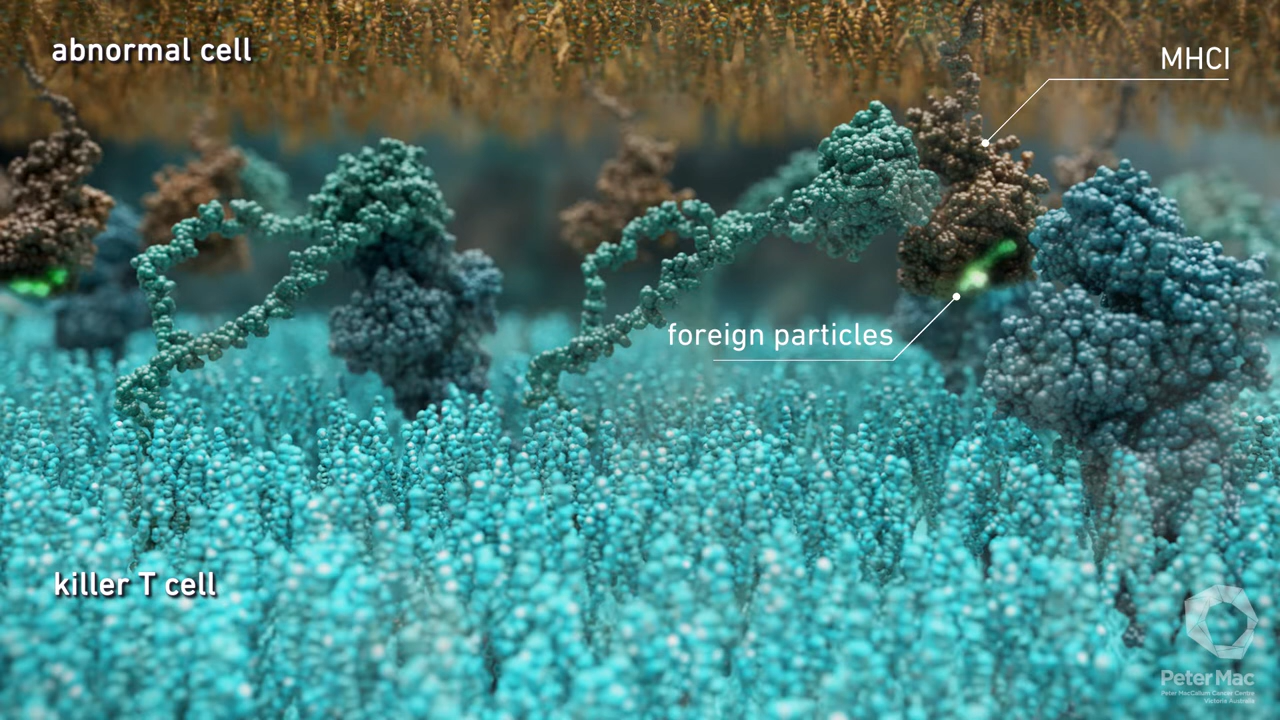 abnormal cell
MHCI
foreign particles
killer T cell
Peter Mac
Peter MacCallum Cancer Centre
Victoria Australia